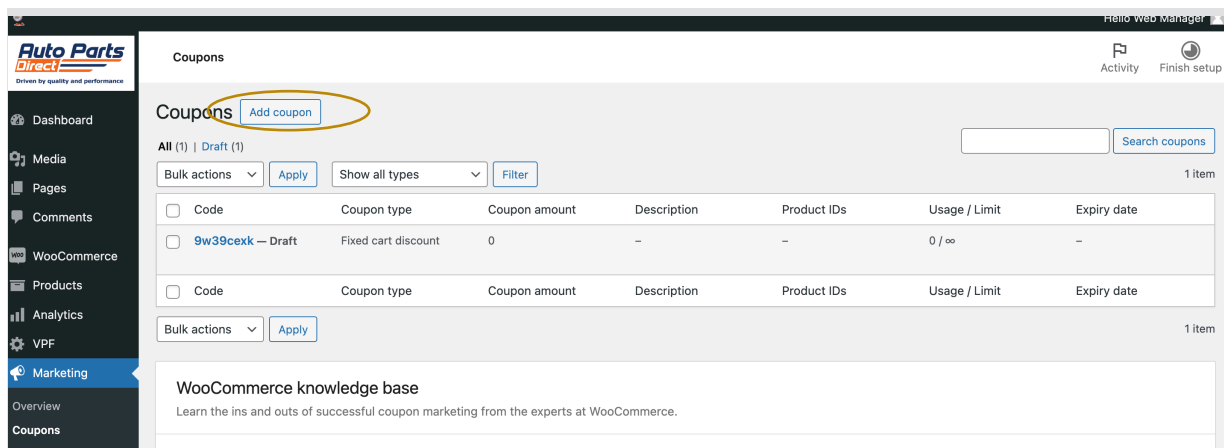 Hello Web Manager
Auto Parts
Direct
Driven by quality and performance
Coupons
Activity
Finish setup
Dashboard
Media
Pages
Comments
WOO
WooCommerce
Products
Analytics
VPF
Marketing
Overview
Coupons
Coupons Add coupon
All (1) | Draft (1)
Search coupons
Bulk actions Apply Show all types Filter 1 item
Code Coupon type Coupon amount Description Product IDs Usage / Limit Expiry date
9w39cexk — Draft Fixed cart discount 0 – – 0 / ∞ –
Code Coupon type Coupon amount Description Product IDs Usage / Limit Expiry date
Bulk actions Apply 1 item
WooCommerce knowledge base
Learn the ins and outs of successful coupon marketing from the experts at WooCommerce.